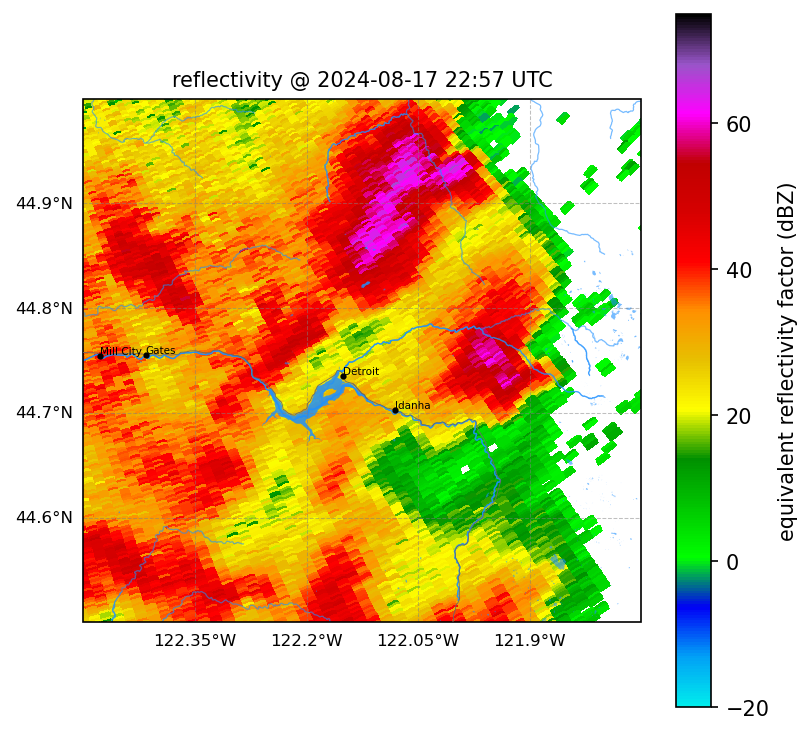 reflectivity @ 2024-08-17 22:57 UTC
60
40
20
0
−20
equivalent reflectivity factor (dBZ)
44.9°N
44.8°N
44.7°N
44.6°N
Mill City
Gates
Detroit
Idanha
122.35°W
122.2°W
122.05°W
121.9°W